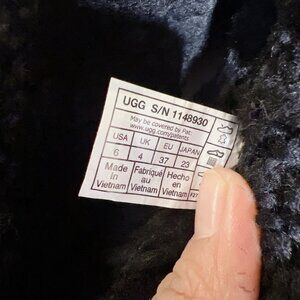 UGG S/N 1148930
May be covered by Pat:
www.ugg.com/patents
USA UK EU JAPAN
6 4 37 23
Made in Vietnam
Fabriqué au Vietnam
Hecho en Vietnam